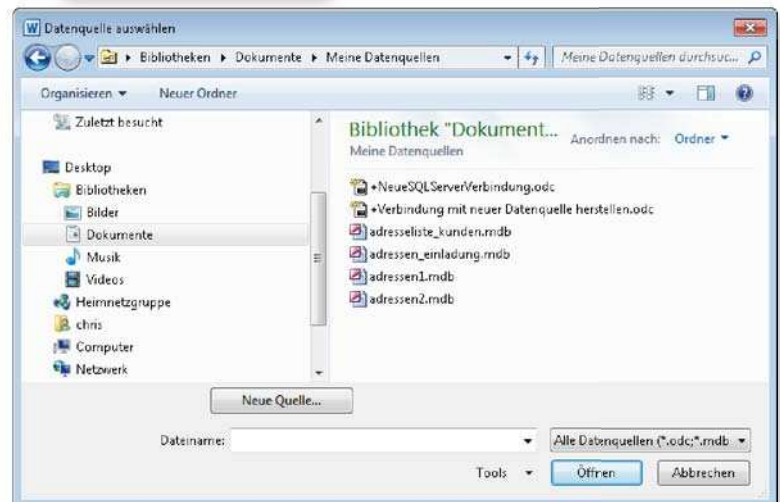 Datenquelle auswählen
Bibliotheken Dokumente Meine Datenquellen
Meine Datenquellen durchsuc...
Organisieren Neuer Ordner
Zuletzt besucht
Desktop
Bibliotheken
Bilder
Dokumente
Musik
Videos
Heimnetzgruppe
chris
Computer
Netzwerk
Bibliothek "Dokument...
Meine Datenquellen
Anordnen nach: Ordner
+NeueSQLServerVerbindung.odc
+Verbindung mit neuer Datenquelle herstellen.odc
adresseliste_kunden.mdb
adressen_einladung.mdb
adressen1.mdb
adressen2.mdb
Neue Quelle...
Dateiname:
Alle Datenquellen (*.odc;*.mdb
Tools Öffnen Abbrechen